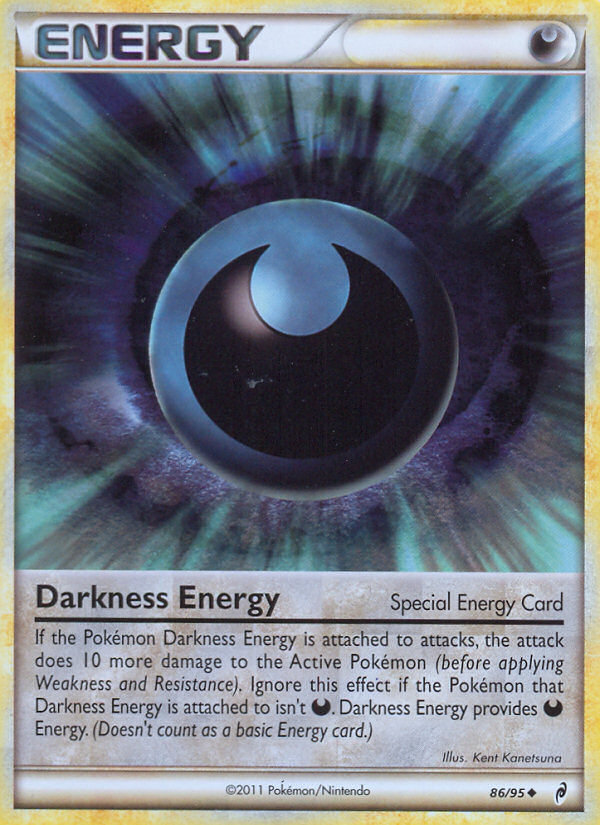 ENERGY
Darkness Energy
Special Energy Card
If the Pokémon Darkness Energy is attached to attacks, the attack
does 10 more damage to the Active Pokémon (before applying
Weakness and Resistance). Ignore this effect if the Pokémon that
Darkness Energy is attached to isn't . Darkness Energy provides
Energy. (Doesn't count as a basic Energy card.)
Illus. Kent Kanetsuna
©2011 Pokémon/Nintendo
86/95